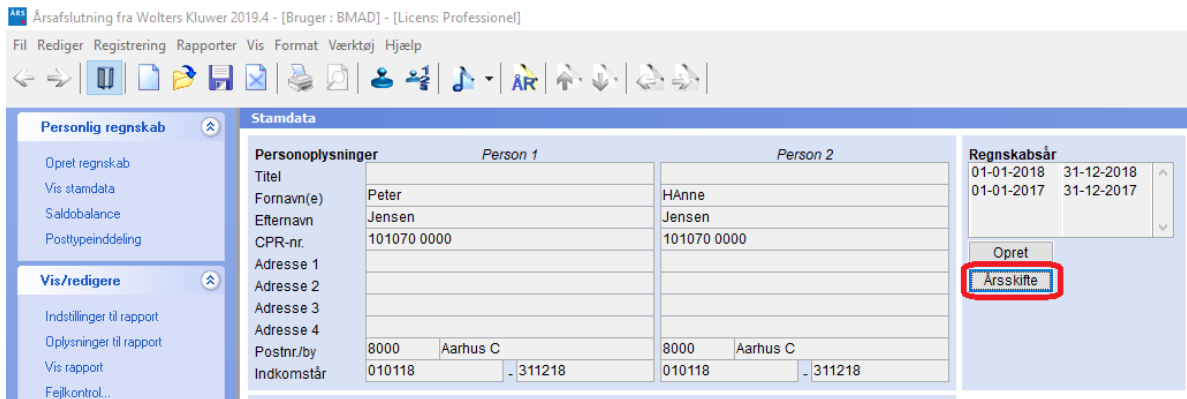 ÅRS Årsafslutning fra Wolters Kluwer 2019.4 - [Bruger : BMAD] - [Licens: Professionel]
Fil Rediger Registrering Rapporter Vis Format Værktøj Hjælp
ÅR
Personlig regnskab
Opret regnskab
Vis stamdata
Saldobalance
Posttypeinddeling
Vis/redigere
Indstillinger til rapport
Oplysninger til rapport
Vis rapport
Fejlkontrol...
Stamdata
Personoplysninger Person 1 Person 2
Titel
Fornavn(e) Peter HAnne
Efternavn Jensen Jensen
CPR-nr. 101070 0000 101070 0000
Adresse 1
Adresse 2
Adresse 3
Adresse 4
Postnr./by 8000 Aarhus C 8000 Aarhus C
Indkomstår 010118 - 311218 010118 - 311218
Regnskabsår
01-01-2018 31-12-2018
01-01-2017 31-12-2017
Opret
Årsskifte